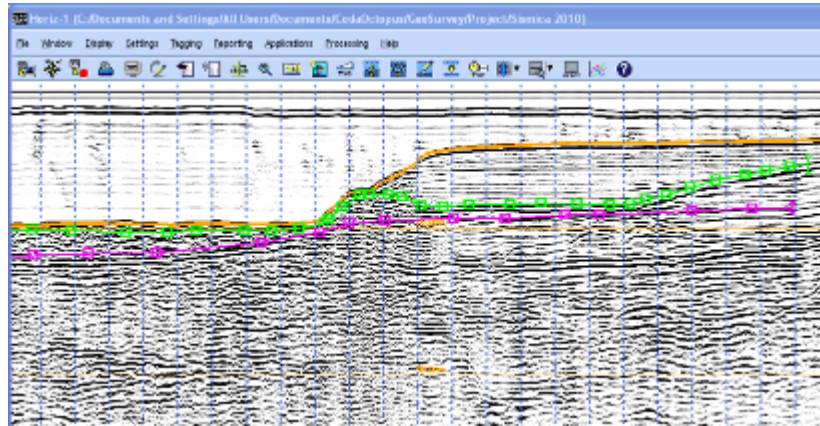 Horiz-1 (C:/Documents and Settings/All Users/Documents/CodaOctopus/GeoSurvey/Project/Sismica 2010)
File Window Display Settings Tagging Reporting Applications Processing Help